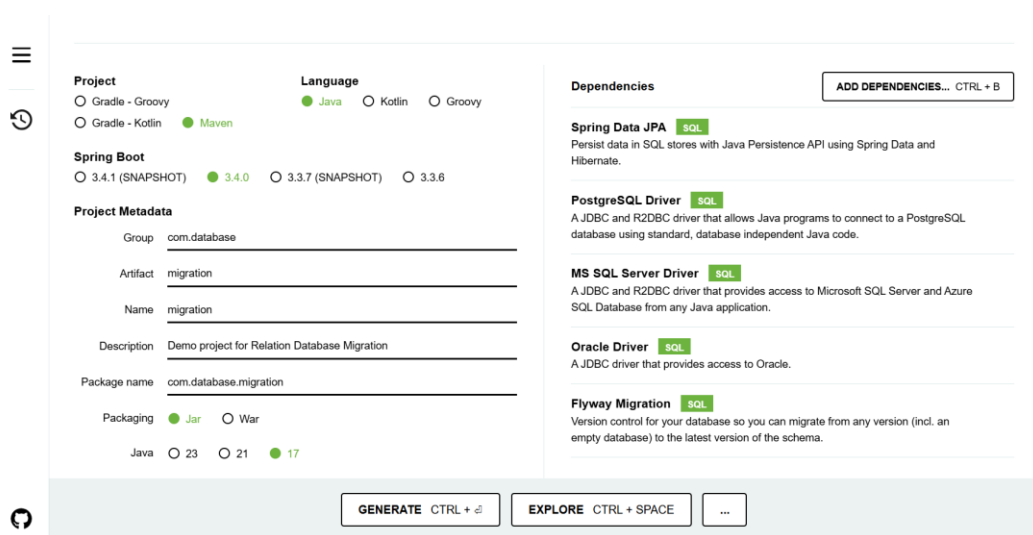 Project
Gradle - Groovy
Gradle - Kotlin Maven
Language
Java Kotlin Groovy
Spring Boot
3.4.1 (SNAPSHOT) 3.4.0 3.3.7 (SNAPSHOT) 3.3.6
Project Metadata
Group com.database
Artifact migration
Name migration
Description Demo project for Relation Database Migration
Package name com.database.migration
Packaging Jar War
Java 23 21 17
Dependencies
ADD DEPENDENCIES... CTRL + B
Spring Data JPA SQL
Persist data in SQL stores with Java Persistence API using Spring Data and
Hibernate.
PostgreSQL Driver SQL
A JDBC and R2DBC driver that allows Java programs to connect to a PostgreSQL
database using standard, database independent Java code.
MS SQL Server Driver SQL
A JDBC and R2DBC driver that provides access to Microsoft SQL Server and Azure
SQL Database from any Java application.
Oracle Driver SQL
A JDBC driver that provides access to Oracle.
Flyway Migration SQL
Version control for your database so you can migrate from any version (incl. an
empty database) to the latest version of the schema.
GENERATE CTRL + ⏎
EXPLORE CTRL + SPACE
...